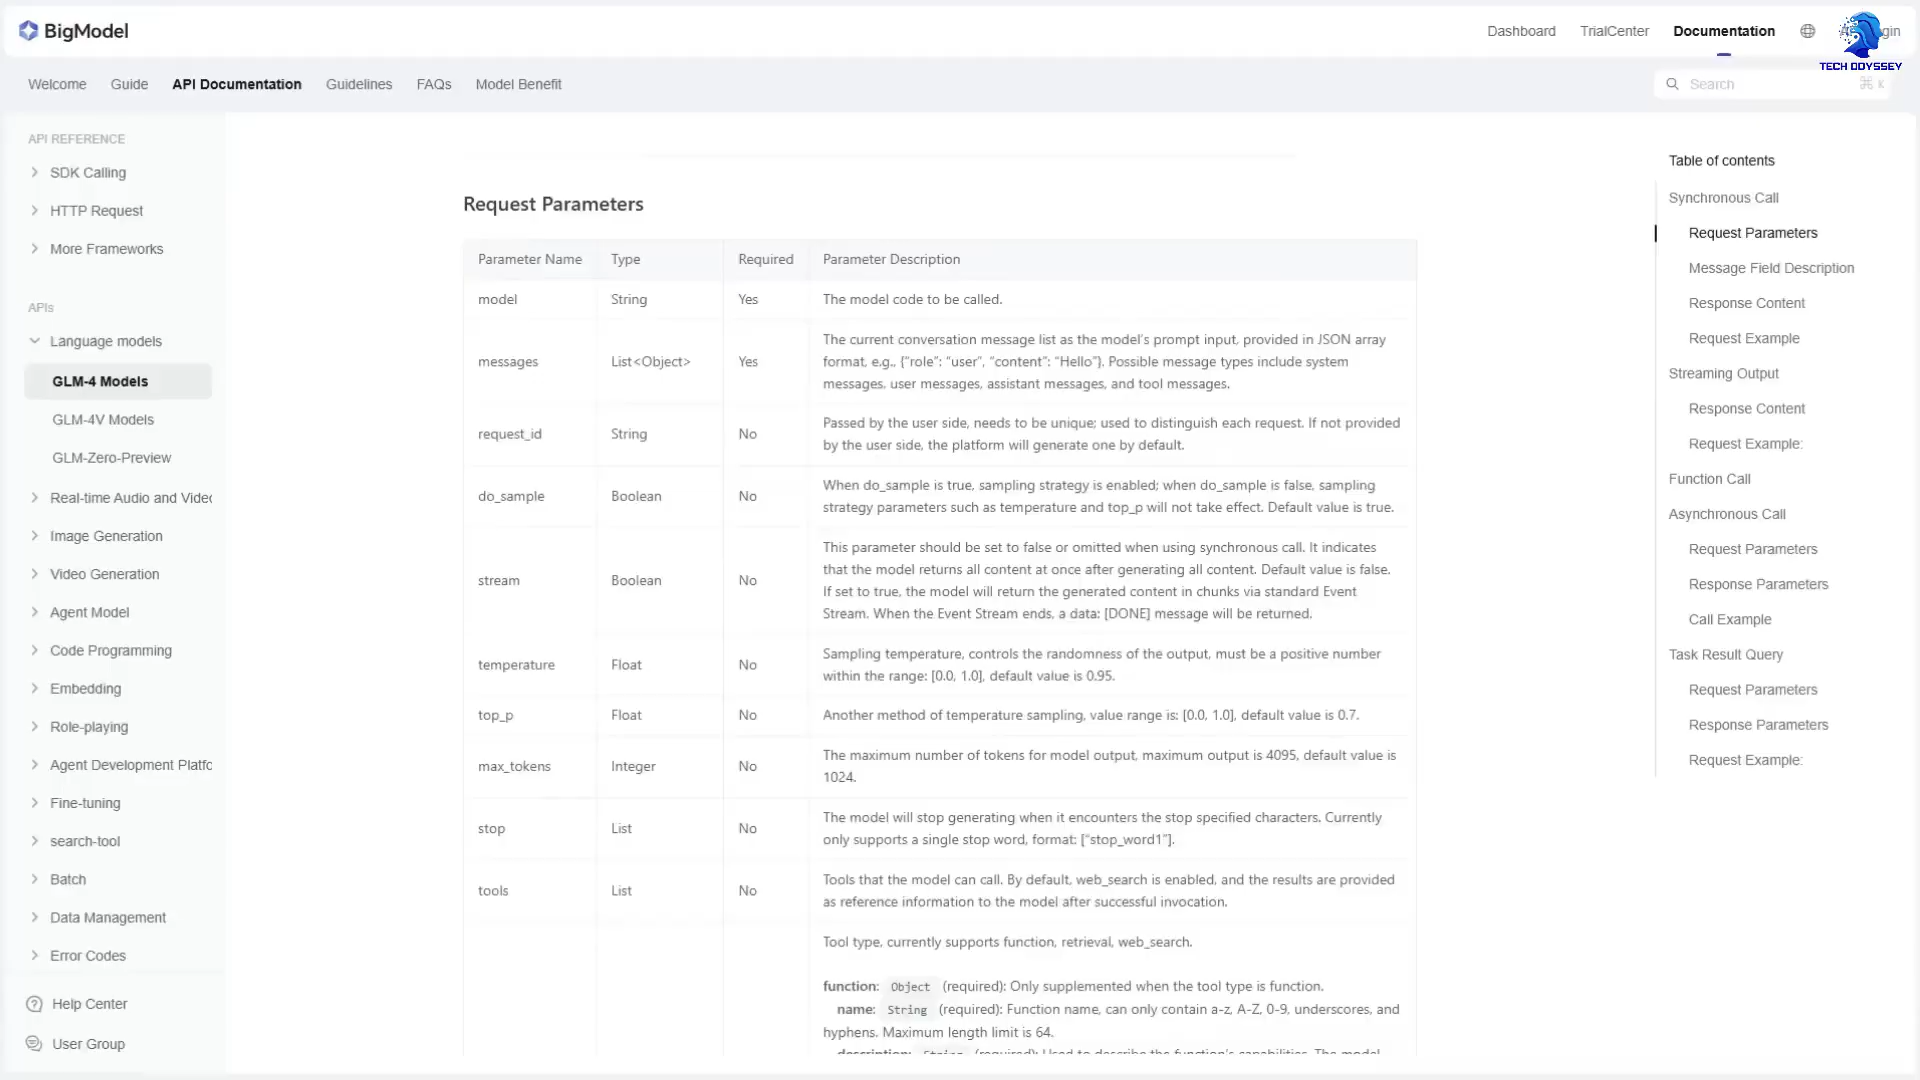 BigModel
Dashboard
TrialCenter
Documentation
TECH ODYSSEY
Welcome
Guide
API Documentation
Guidelines
FAQs
Model Benefit
Search
⌘ K
API REFERENCE
SDK Calling
HTTP Request
More Frameworks
APIs
Language models
GLM-4 Models
GLM-4V Models
GLM-Zero-Preview
Real-time Audio and Videc
Image Generation
Video Generation
Agent Model
Code Programming
Embedding
Role-playing
Agent Development Platfc
Fine-tuning
search-tool
Batch
Data Management
Error Codes
Help Center
User Group
Request Parameters
Parameter Name Type Required Parameter Description
model String Yes The model code to be called.
messages List<Object> Yes The current conversation message list as the model's prompt input, provided in JSON array
format, e.g., {"role": "user", "content": "Hello"}, Possible message types include system
messages, user messages, assistant messages, and tool messages.
request_id String No Passed by the user side, needs to be unique; used to distinguish each request. If not provided
by the user side, the platform will generate one by default.
do_sample Boolean No When do_sample is true, sampling strategy is enabled; when do_sample is false, sampling
strategy parameters such as temperature and top_p will not take effect. Default value is true.
stream Boolean No This parameter should be set to false or omitted when using synchronous call. It indicates
that the model returns all content at once after generating all content. Default value is false.
If set to true, the model will return the generated content in chunks via standard Event
Stream. When the Event Stream ends, a data: [DONE] message will be returned.
temperature Float No Sampling temperature, controls the randomness of the output, must be a positive number
within the range: [0.0, 1.0], default value is 0.95.
top_p Float No Another method of temperature sampling, value range is: [0.0, 1.0], default value is 0.7.
max_tokens Integer No The maximum number of tokens for model output, maximum output is 4095, default value is
1024.
stop List No The model will stop generating when it encounters the stop specified characters. Currently
only supports a single stop word, format: ["stop_word1"].
tools List No Tools that the model can call. By default, web_search is enabled, and the results are provided
as reference information to the model after successful invocation.
Tool type, currently supports function, retrieval, web_search.
function: Object (required): Only supplemented when the tool type is function.
name: String (required): Function name, can only contain a-z, A-Z, 0-9, underscores, and
hyphens. Maximum length limit is 64.
description: String (required): Used to describe the function's capabilities. The model
Table of contents
Synchronous Call
Request Parameters
Message Field Description
Response Content
Request Example
Streaming Output
Response Content
Request Example:
Function Call
Asynchronous Call
Request Parameters
Response Parameters
Call Example
Task Result Query
Request Parameters
Response Parameters
Request Example: